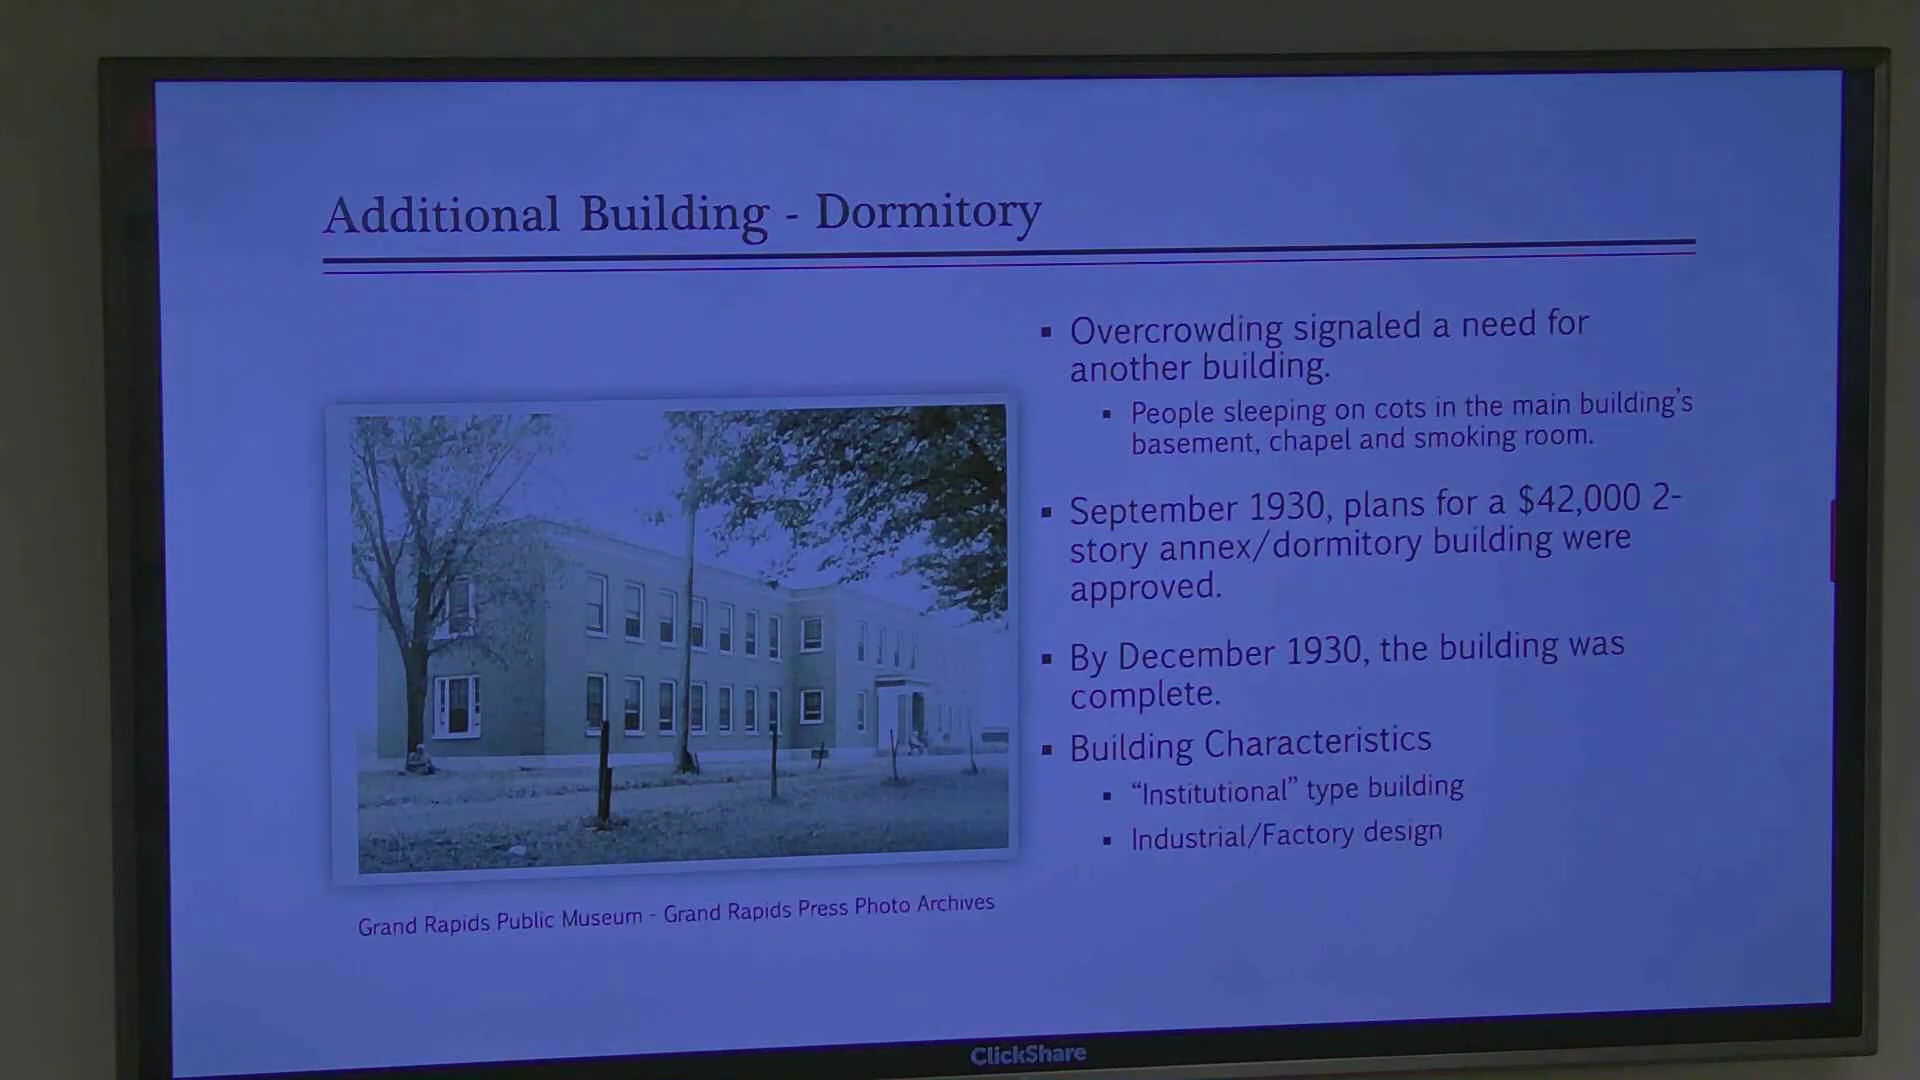 Additional Building - Dormitory
▪ Overcrowding signaled a need for
another building.
▪ People sleeping on cots in the main building's
basement, chapel and smoking room.
▪ September 1930, plans for a $42,000 2-
story annex/dormitory building were
approved.
▪ By December 1930, the building was
complete.
▪ Building Characteristics
▪ “Institutional” type building
▪ Industrial/Factory design
Grand Rapids Public Museum - Grand Rapids Press Photo Archives
ClickShare